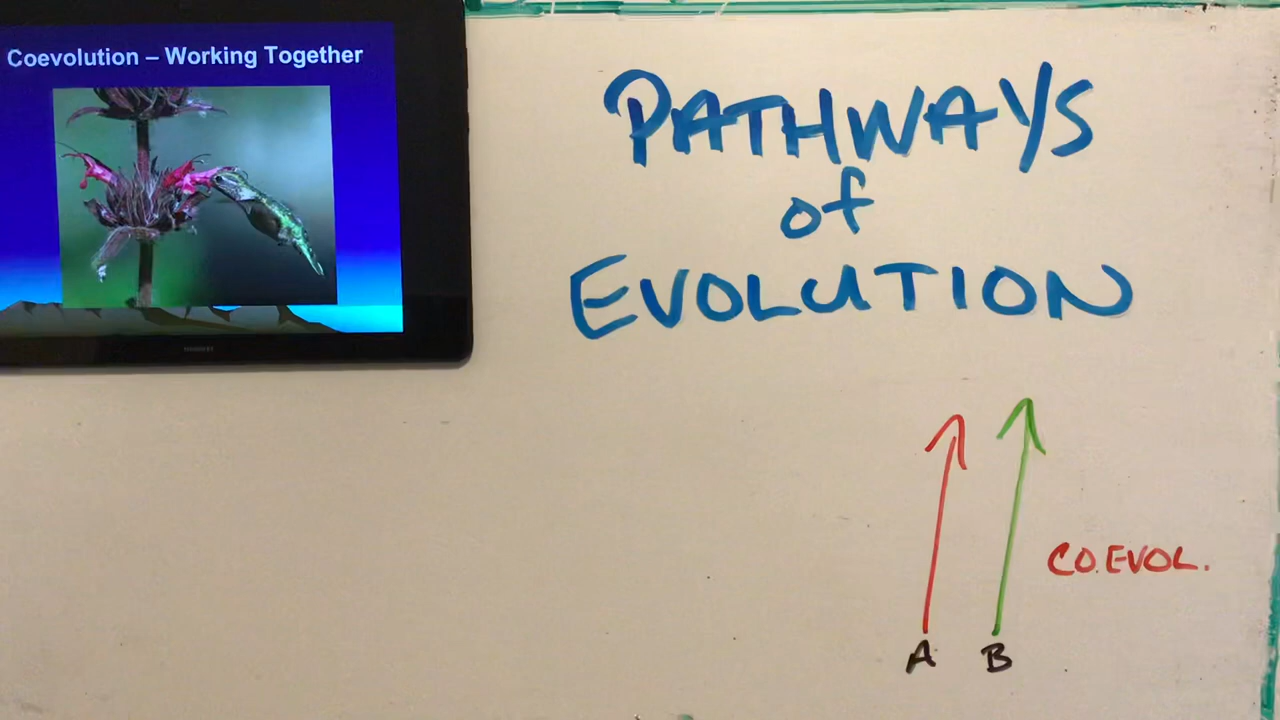 Coevolution – Working Together
PATHWAYS
of
EVOLUTION
CO.EVOL.
A
B